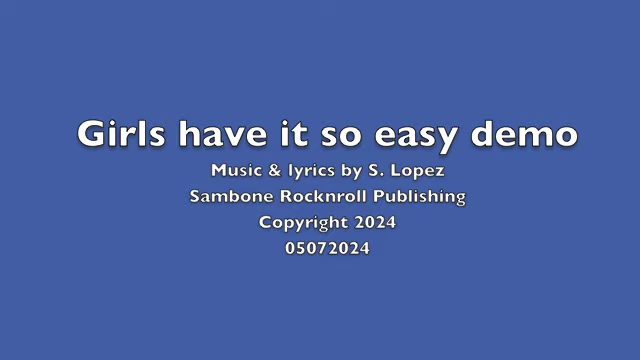 Girls have it so easy demo
Music & lyrics by S. Lopez
Sambone Rocknroll Publishing
Copyright 2024
05072024